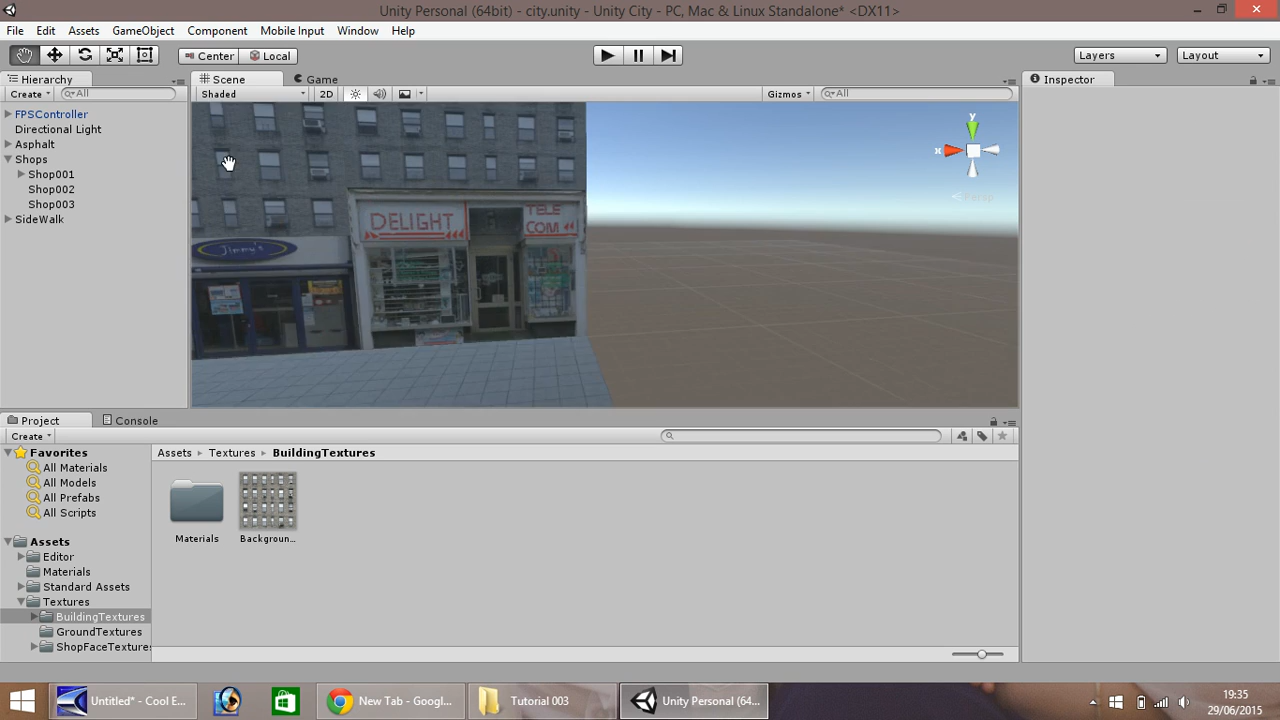 Unity Personal (64bit) - city.unity - Unity City - PC, Mac & Linux Standalone* <DX11>
File Edit Assets GameObject Component Mobile Input Window Help
Center Local Layers Layout
Hierarchy Scene Game Inspector
Create All Shaded 2D Gizmos All
FPSController
Directional Light
Asphalt
Shops
Shop001
Shop002
Shop003
SideWalk
y
x
Persp
DELIGHT
TELE
COM
Jimmy's
Project Console
Create
Favorites
All Materials
All Models
All Prefabs
All Scripts
Assets
Editor
Materials
Standard Assets
Textures
BuildingTextures
GroundTextures
ShopFaceTextures
Assets Textures BuildingTextures
Materials Backgroun...
Untitled* - Cool E...
New Tab - Googl...
Tutorial 003
Unity Personal (64...
19:35
29/06/2015